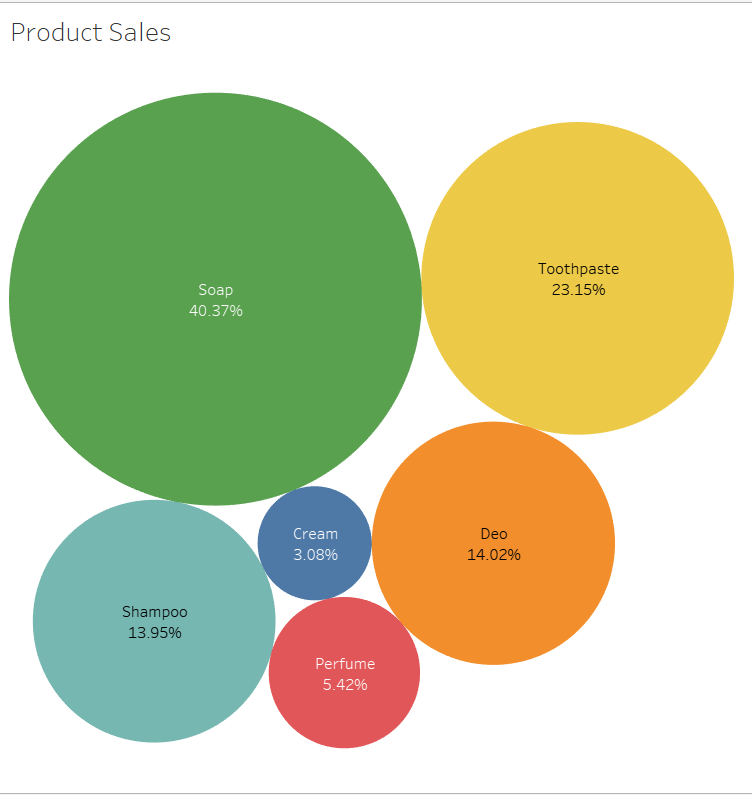 Product Sales
Soap
40.37%
Toothpaste
23.15%
Cream
3.08%
Deo
14.02%
Shampoo
13.95%
Perfume
5.42%